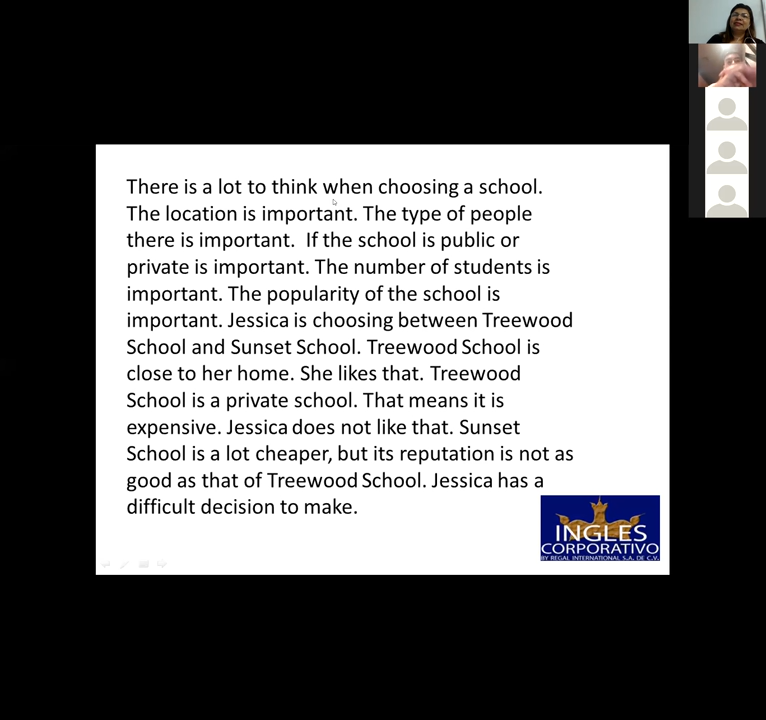 There is a lot to think when choosing a school.
The location is important. The type of people
there is important.  If the school is public or
private is important. The number of students is
important. The popularity of the school is
important. Jessica is choosing between Treewood
School and Sunset School. Treewood School is
close to her home. She likes that. Treewood
School is a private school. That means it is
expensive. Jessica does not like that. Sunset
School is a lot cheaper, but its reputation is not as
good as that of Treewood School. Jessica has a
difficult decision to make.
INGLES
CORPORATIVO
BY REGAL INTERNATIONAL S.A. DE C.V.